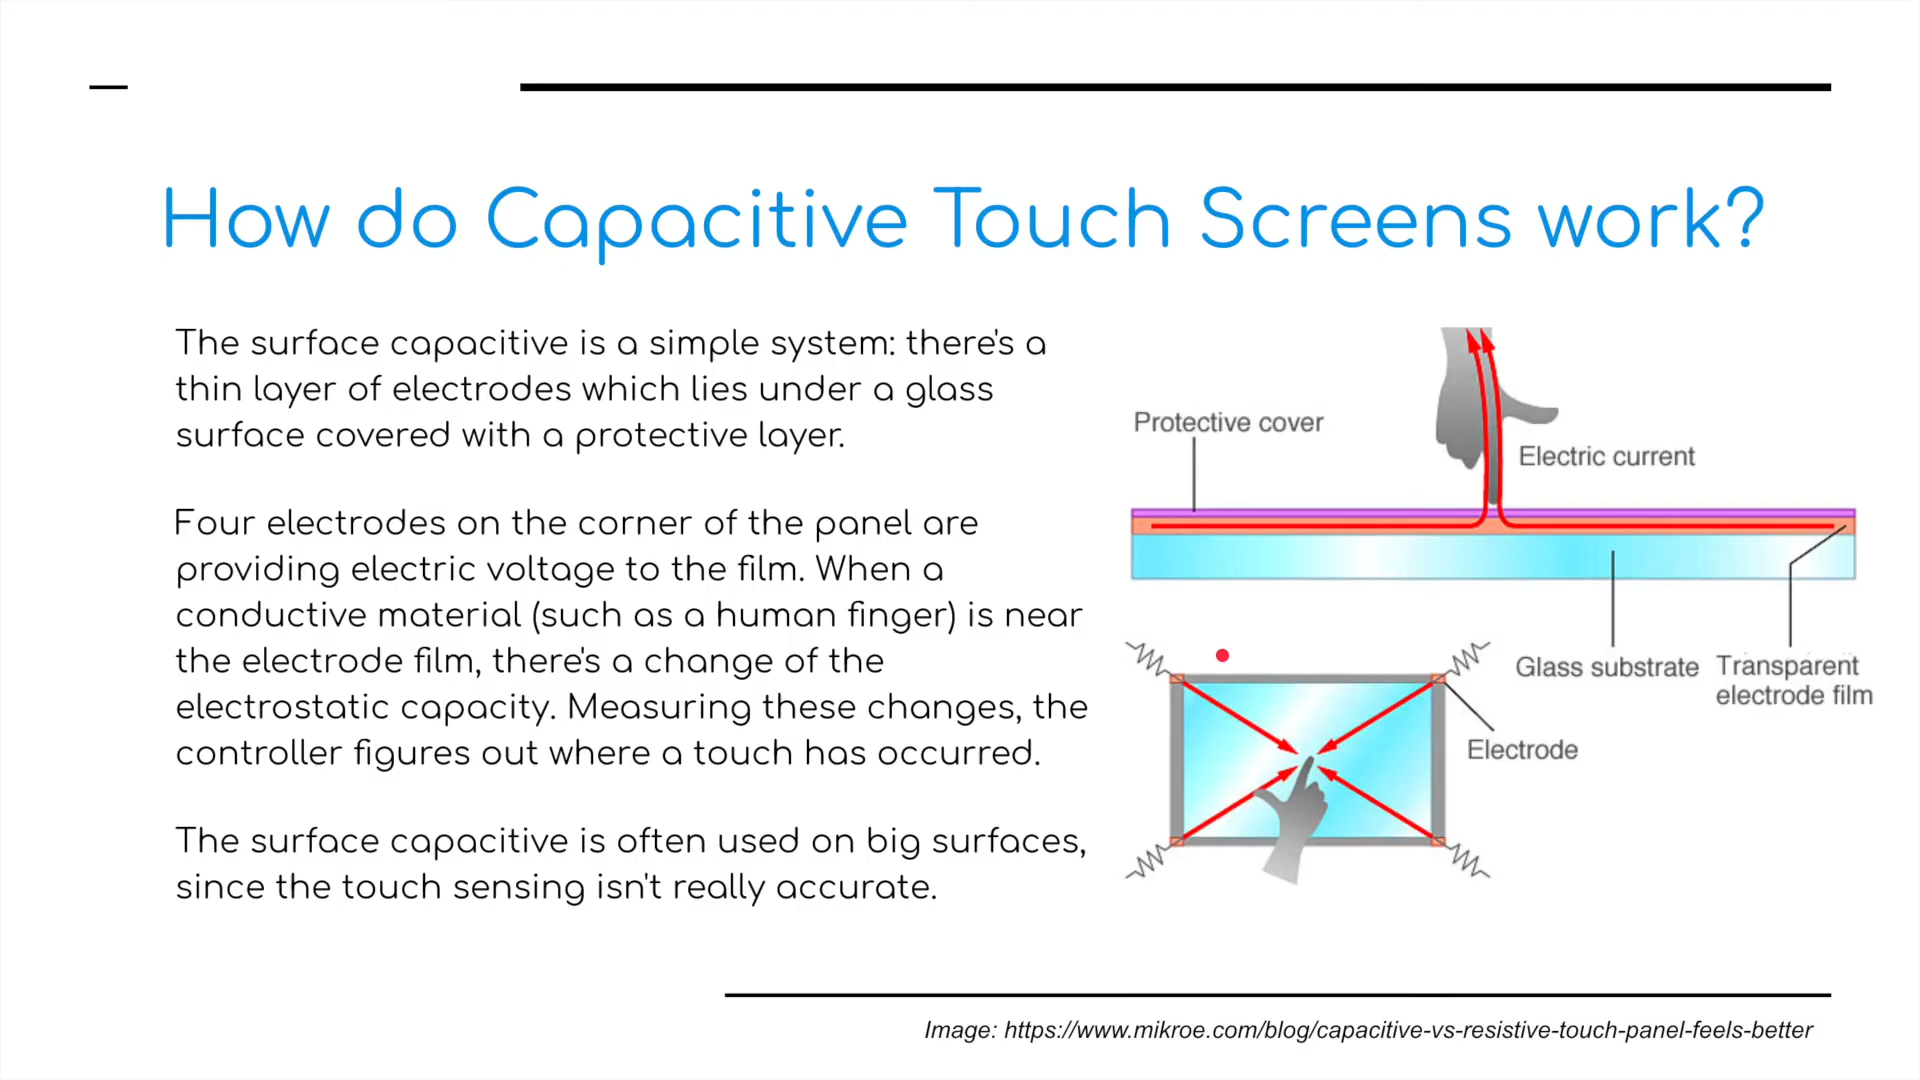 How do Capacitive Touch Screens work?
The surface capacitive is a simple system: there's a
thin layer of electrodes which lies under a glass
surface covered with a protective layer.
Four electrodes on the corner of the panel are
providing electric voltage to the film. When a
conductive material (such as a human finger) is near
the electrode film, there's a change of the
electrostatic capacity. Measuring these changes, the
controller figures out where a touch has occurred.
The surface capacitive is often used on big surfaces,
since the touch sensing isn't really accurate.
Protective cover
Electric current
Glass substrate
Transparent
electrode film
Electrode
Image: https://www.mikroe.com/blog/capacitive-vs-resistive-touch-panel-feels-better